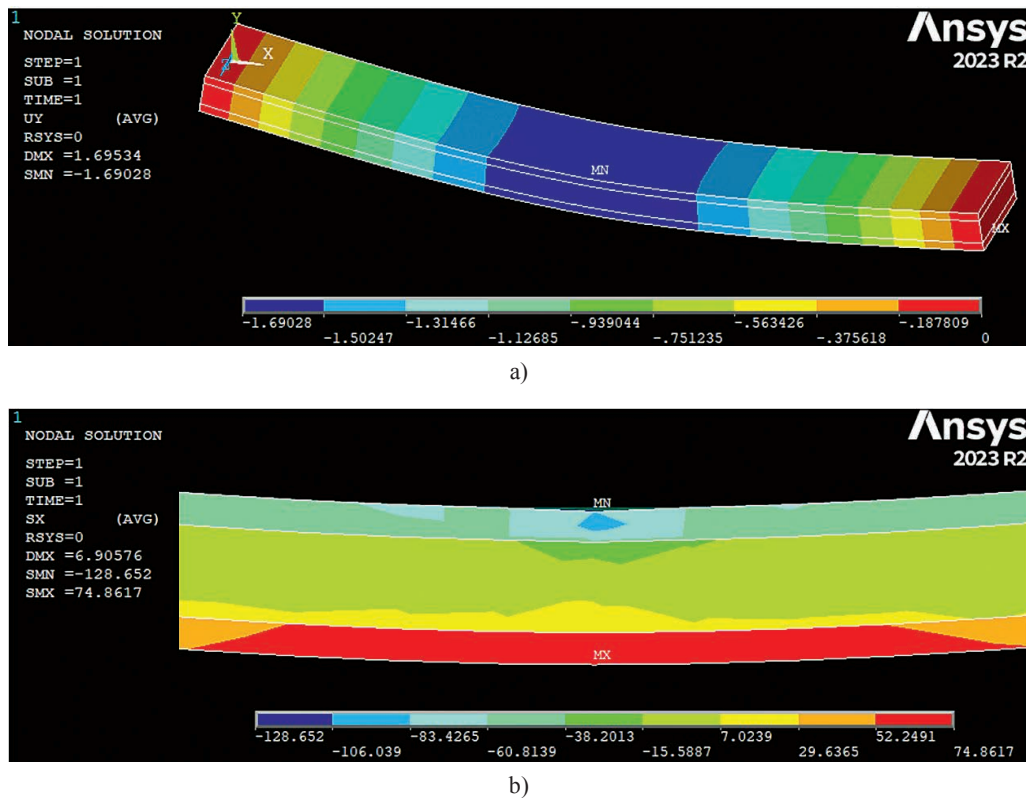 1
NODAL SOLUTION
STEP=1
SUB =1
TIME=1
UY (AVG)
RSYS=0
DMX =1.69534
SMN =-1.69028
Ansys
2023 R2
Y
X
Z
MN
MX
-1.69028 -1.31466 -.939044 -.563426 -.187809
-1.50247 -1.12685 -.751235 -.375618 0
a)
1
NODAL SOLUTION
STEP=1
SUB =1
TIME=1
SX (AVG)
RSYS=0
DMX =6.90576
SMN =-128.652
SMX =74.8617
Ansys
2023 R2
MN
MX
-128.652 -83.4265 -38.2013 7.0239 52.2491
-106.039 -60.8139 -15.5887 29.6365 74.8617
b)